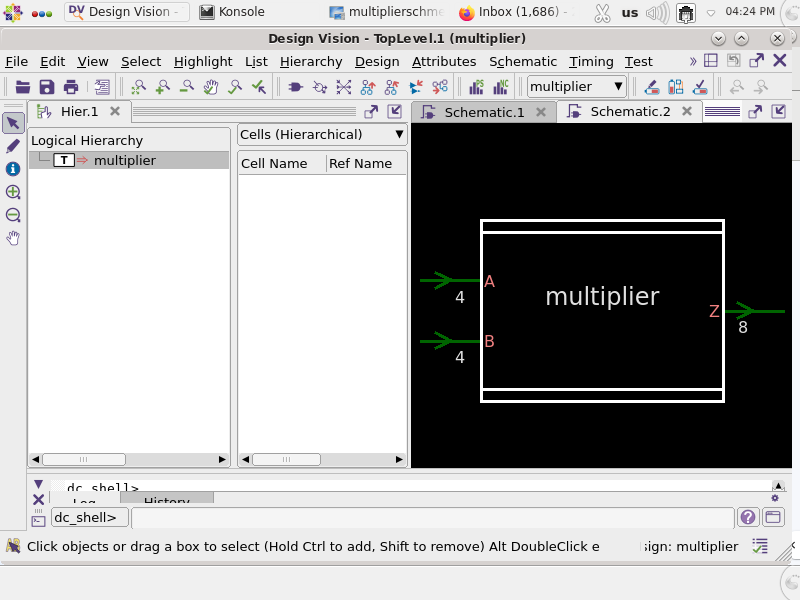 Design Vision -
Konsole
multiplierschm
Inbox (1,686) -
us
04:24 PM
Design Vision - TopLevel.1 (multiplier)
File Edit View Select Highlight List Hierarchy Design Attributes Schematic Timing Test »
multiplier
Hier.1
Schematic.1
Schematic.2
Logical Hierarchy
T multiplier
Cells (Hierarchical)
Cell Name Ref Name
A
4
multiplier
Z
8
B
4
dc_shell>
Log History
dc_shell>
Click objects or drag a box to select (Hold Ctrl to add, Shift to remove) Alt DoubleClick e
sign: multiplier